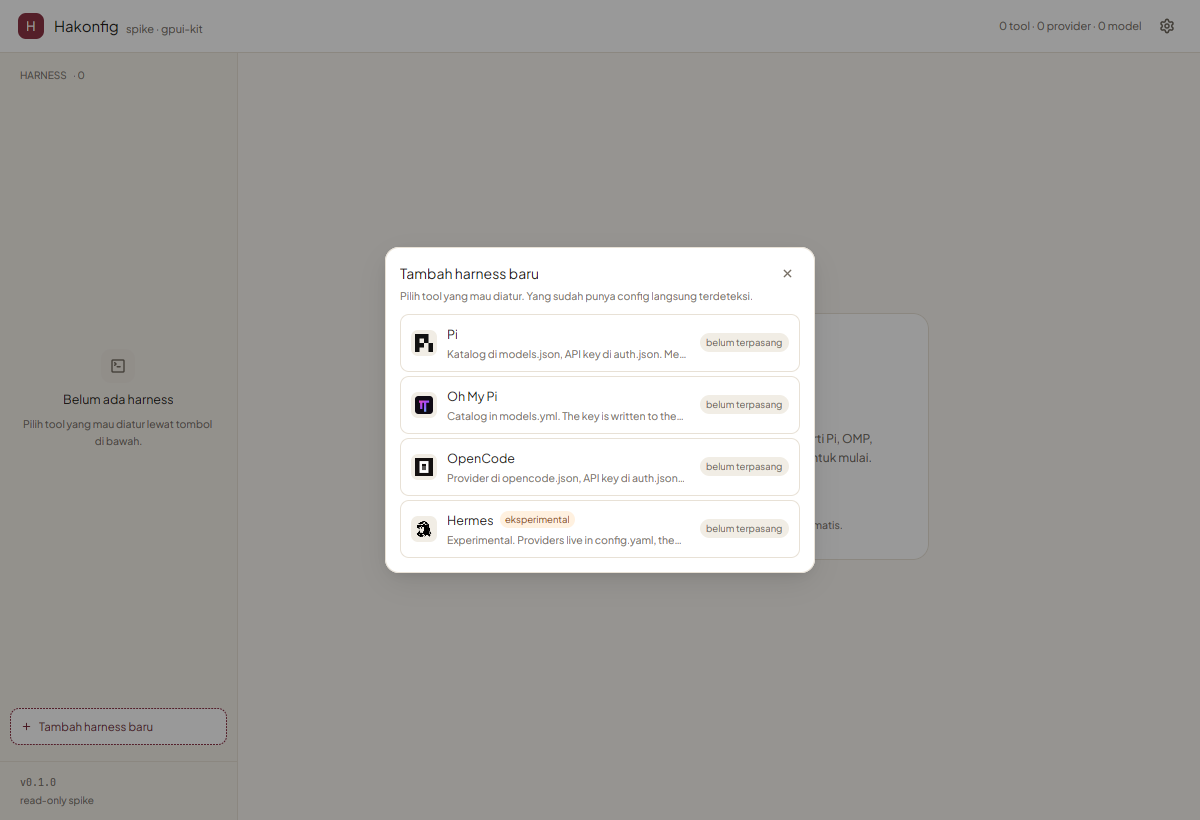 H Hakonfig spike · gpui-kit
0 tool · 0 provider · 0 model
HARNESS · 0
Belum ada harness
Pilih tool yang mau diatur lewat tombol
di bawah.
+ Tambah harness baru
v0.1.0
read-only spike
Tambah harness baru
Pilih tool yang mau diatur. Yang sudah punya config langsung terdeteksi.
Pi
Katalog di models.json, API key di auth.json. Me…
belum terpasang
Oh My Pi
Catalog in models.yml. The key is written to the…
belum terpasang
OpenCode
Provider di opencode.json, API key di auth.json…
belum terpasang
Hermes eksperimental
Experimental. Providers live in config.yaml, the…
belum terpasang
Pi, OMP,
mulai.